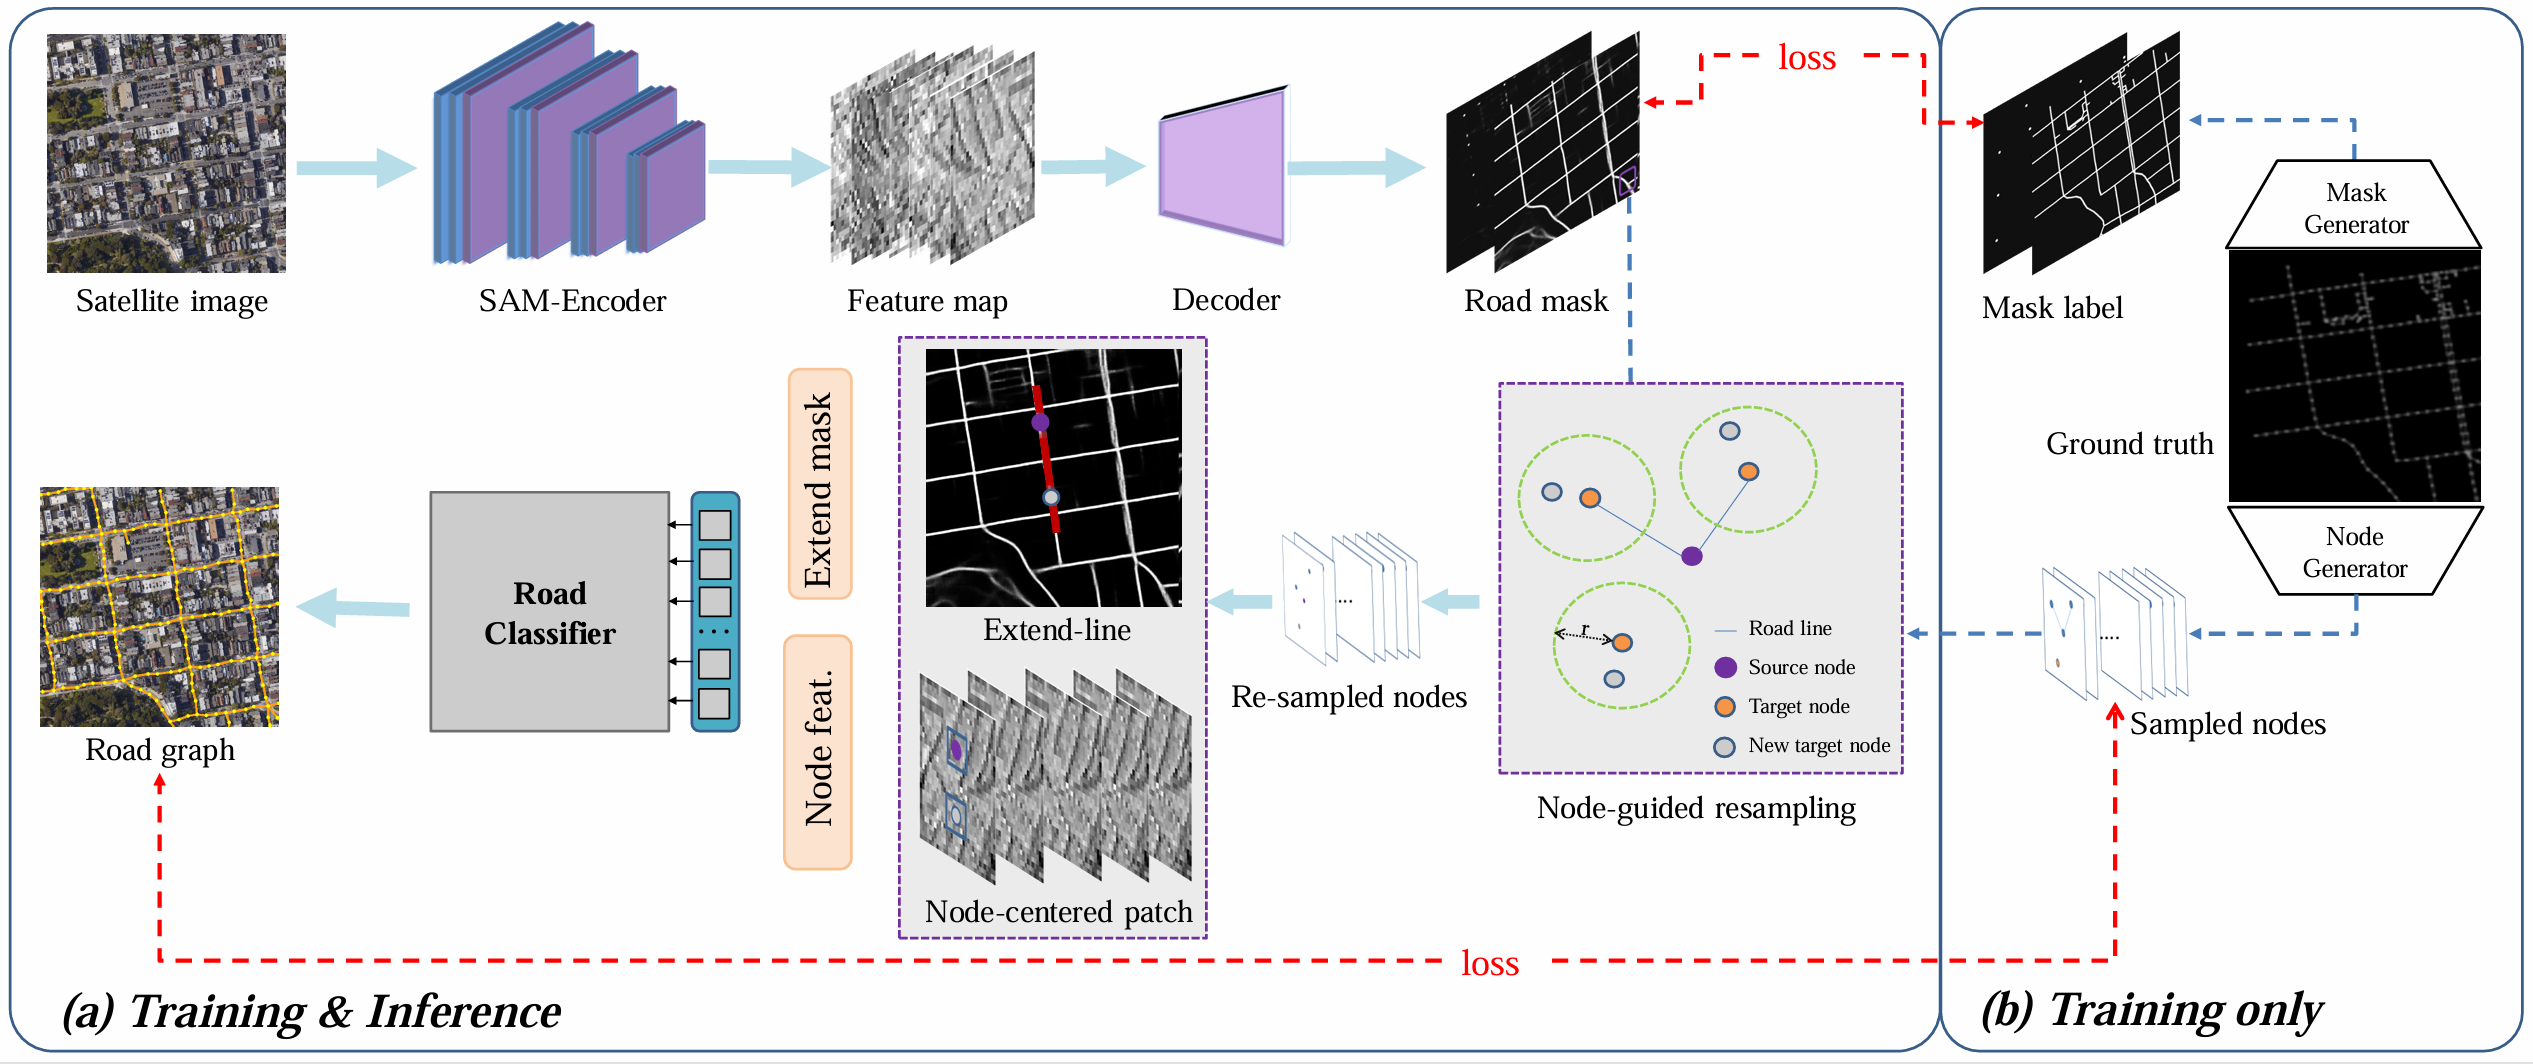 loss
Mask
Generator
Satellite image
SAM-Encoder
Feature map
Decoder
Road mask
Mask label
Extend mask
Ground truth
Extend-line
Node
Generator
Road
Classifier
...
....
....
r
Road line
Source node
Target node
New target node
Re-sampled nodes
Sampled nodes
Road graph
Node feat.
Node-guided resampling
Node-centered patch
loss
(a) Training & Inference
(b) Training only